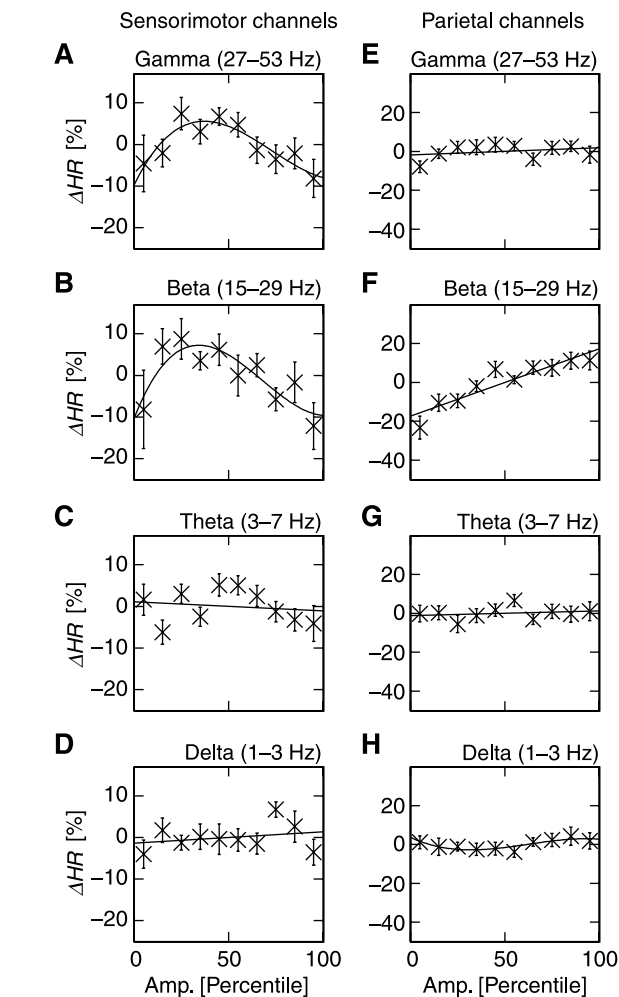 Sensorimotor channels Parietal channels
A Gamma (27–53 Hz) E Gamma (27–53 Hz)
10 20
0 0
−10 −20
−20 −40
ΔHR [%]
B Beta (15–29 Hz) F Beta (15–29 Hz)
10 20
0 0
−10 −20
−20 −40
ΔHR [%]
C Theta (3–7 Hz) G Theta (3–7 Hz)
10 20
0 0
−10 −20
−20 −40
ΔHR [%]
D Delta (1–3 Hz) H Delta (1–3 Hz)
10 20
0 0
−10 −20
−20 −40
ΔHR [%]
0 50 100 0 50 100
Amp. [Percentile] Amp. [Percentile]